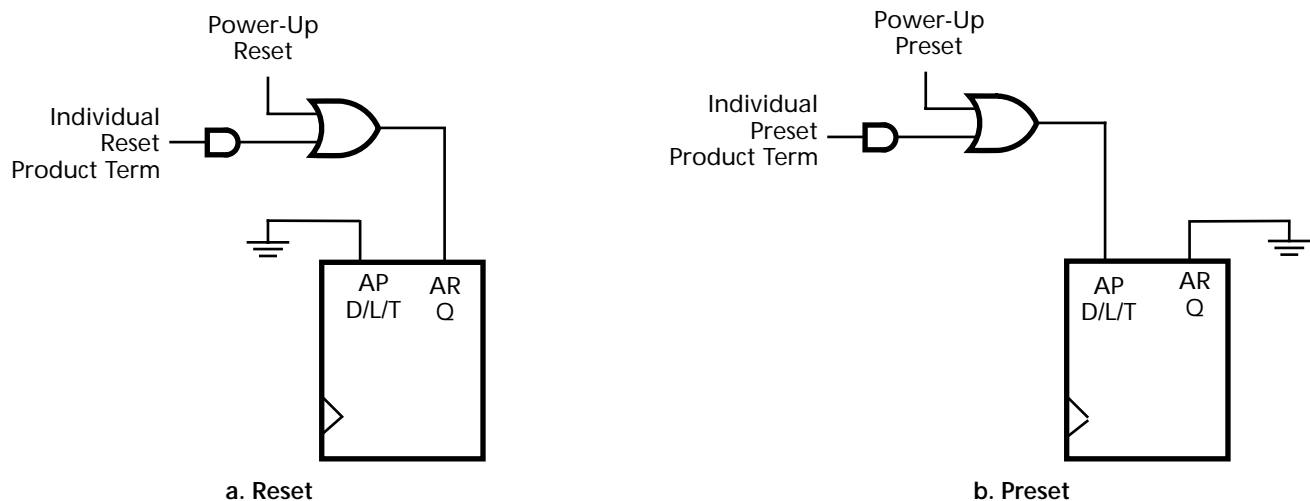 Power-Up
Reset
Individual
Reset
Product Term
AP
AR
D/L/T
Q
a. Reset
Power-Up
Preset
Individual
Preset
Product Term
AP
AR
D/L/T
Q
b. Preset